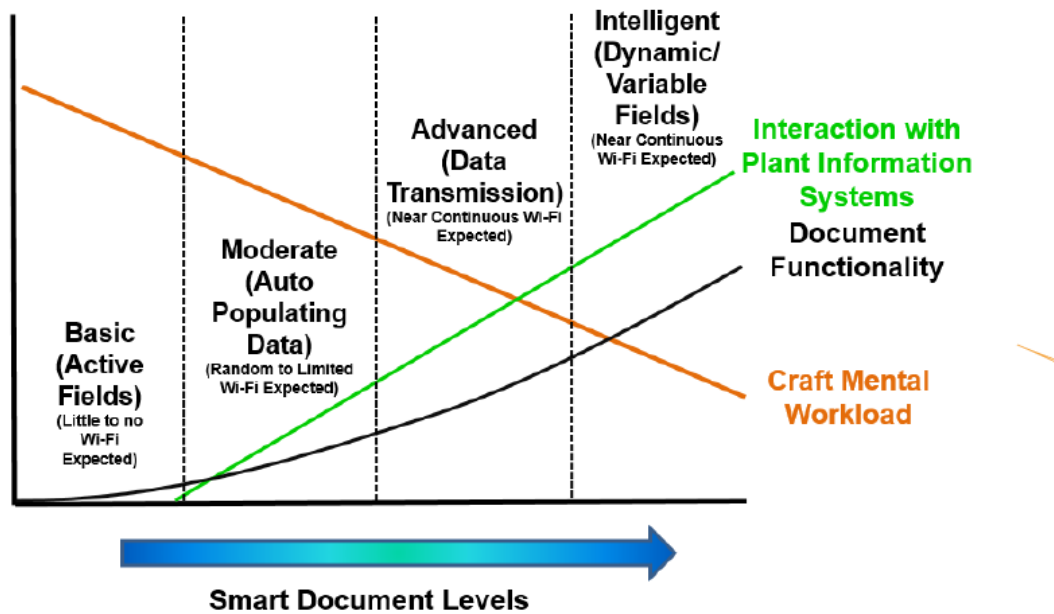 Basic
(Active
Fields)
(Little to no
Wi-Fi
Expected)
Moderate
(Auto
Populating
Data)
(Random to Limited
Wi-Fi Expected)
Advanced
(Data
Transmission)
(Near Continuous Wi-Fi
Expected)
Intelligent
(Dynamic/
Variable
Fields)
(Near Continuous
Wi-Fi Expected)
Interaction with
Plant Information
Systems
Document
Functionality
Craft Mental
Workload
Smart Document Levels